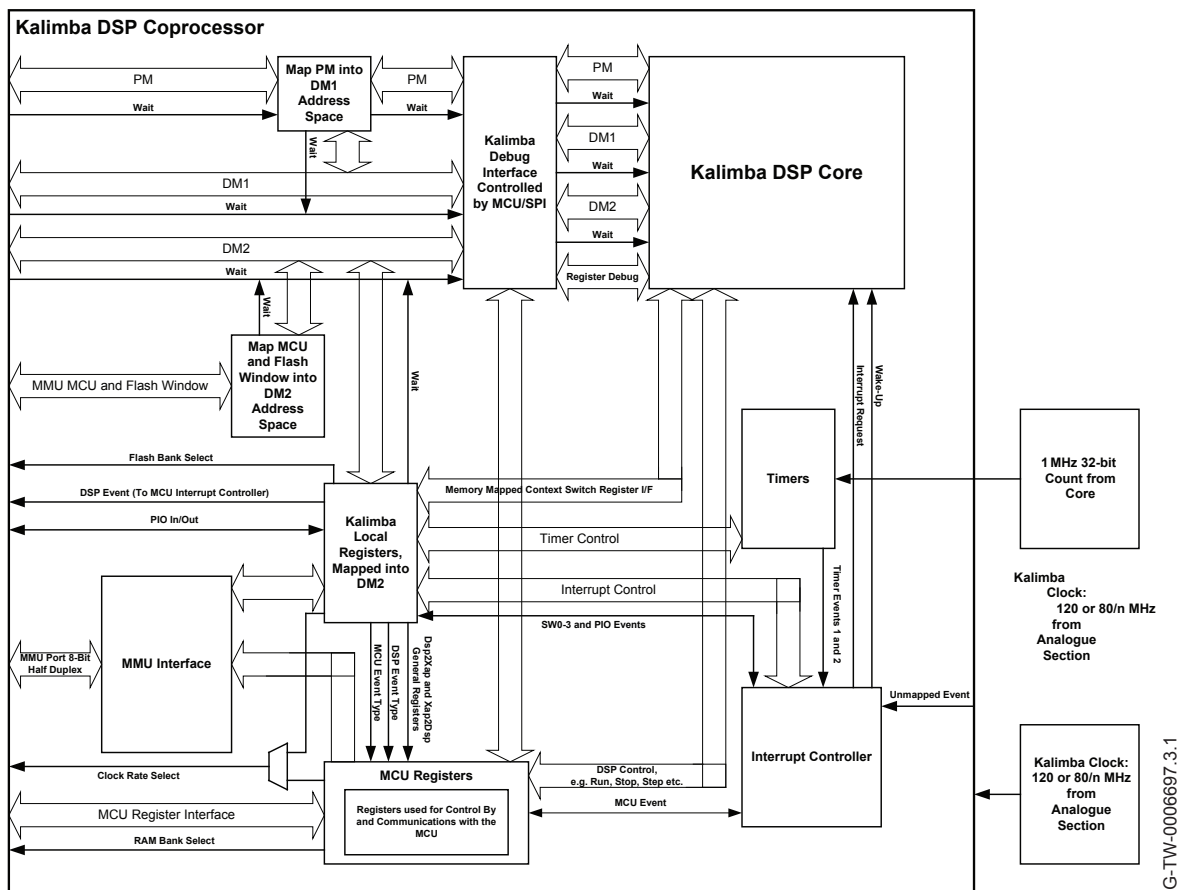 Kalimba DSP Coprocessor
PM
Wait
Map PM into
DM1
Address
Space
PM
Wait
Wait
Kalimba
Debug
Interface
Controlled
by MCU/SPI
PM
Wait
DM1
Wait
DM2
Wait
Register Debug
Kalimba DSP Core
DM1
Wait
DM2
Wait
Wait
Map MCU
and Flash
Window into
DM2
Address
Space
MMU MCU and Flash Window
Wait
Interrupt Request
Wake-Up
Flash Bank Select
DSP Event (To MCU Interrupt Controller)
PIO In/Out
Kalimba
Local
Registers,
Mapped into
DM2
Memory Mapped Context Switch Register I/F
Timer Control
Interrupt Control
SW0-3 and PIO Events
Timers
1 MHz 32-bit
Count from
Core
Timer Events 1 and 2
Kalimba
Clock:
120 or 80/n MHz
from
Analogue
Section
MMU Interface
MMU Port 8-Bit
Half Duplex
MCU Event Type
DSP Event Type
Dsp2Xap and Xap2Dsp
General Registers
Unmapped Event
Interrupt Controller
Clock Rate Select
MCU Registers
Registers used for Control By
and Communications with the
MCU
DSP Control,
e.g. Run, Stop, Step etc.
MCU Event
MCU Register Interface
RAM Bank Select
Kalimba Clock:
120 or 80/n MHz
from
Analogue
Section
G-TW-0006697.3.1